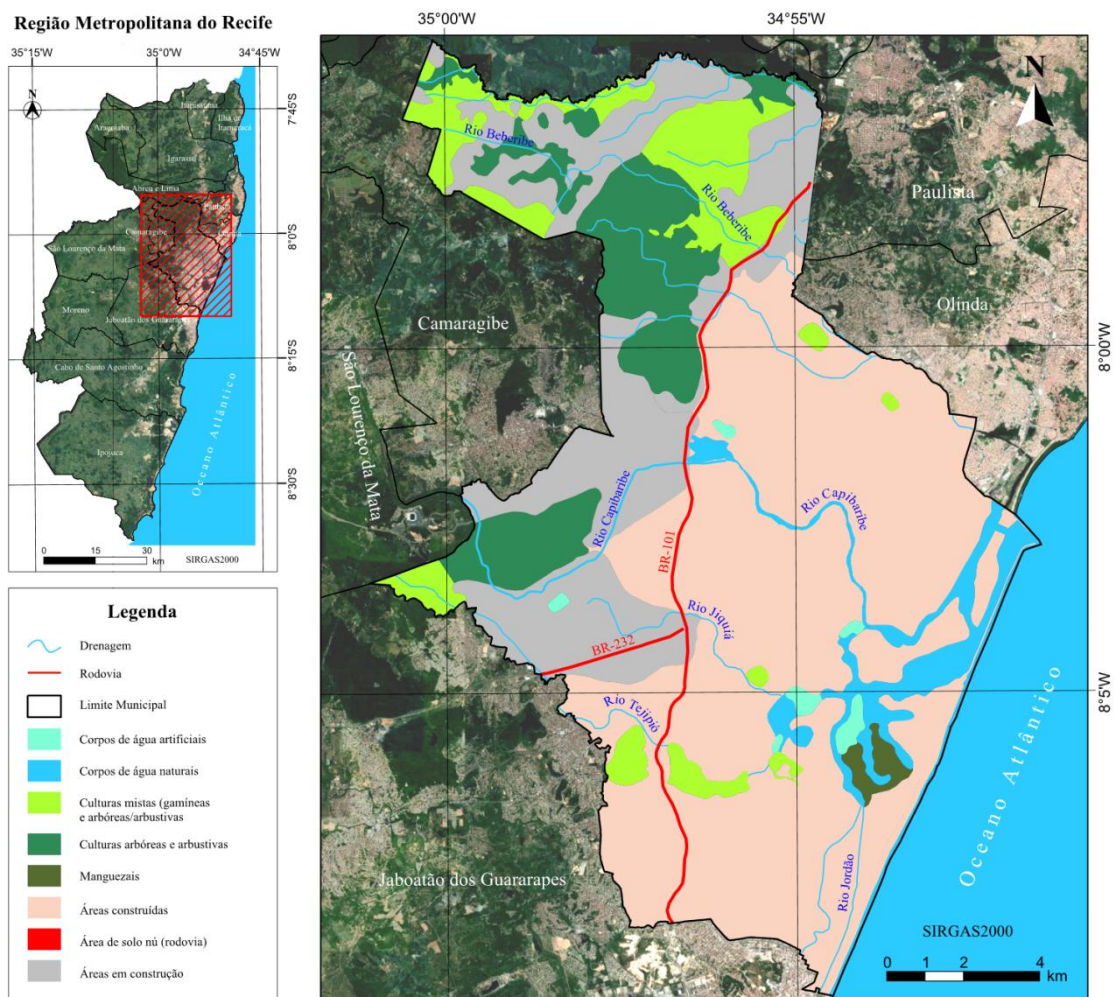 Região Metropolitana do Recife
35°15'W
35°0'W
34°45'W
7°45'S
8°0'S
8°15'S
8°30'S
Itapissuma
Ilha de
Itamaracá
Araçoiaba
Igarassu
Abreu e Lima
Paulista
Camaragibe
Olinda
São Lourenço da Mata
Moreno
Jaboatão dos Guararapes
Cabo de Santo Agostinho
Ipojuca
Oceano Atlântico
0 15 30
km
SIRGAS2000
Legenda
Drenagem
Rodovia
Limite Municipal
Corpos de água artificiais
Corpos de água naturais
Culturas mistas (gamíneas
e arbóreas/arbustivas
Culturas arbóreas e arbustivas
Manguezais
Áreas construídas
Área de solo nú (rodovia)
Áreas em construção
35°00'W
34°55'W
N
8°00'W
8°5'W
Rio Beberibe
Rio Beberibe
Paulista
Olinda
Camaragibe
São Lourenço da Mata
Rio Capibaribe
Rio Capibaribe
BR-101
Rio Jiquiá
BR-232
Rio Tejipió
Jaboatão dos Guararapes
Rio Jordão
Oceano Atlântico
SIRGAS2000
0 1 2 4
km